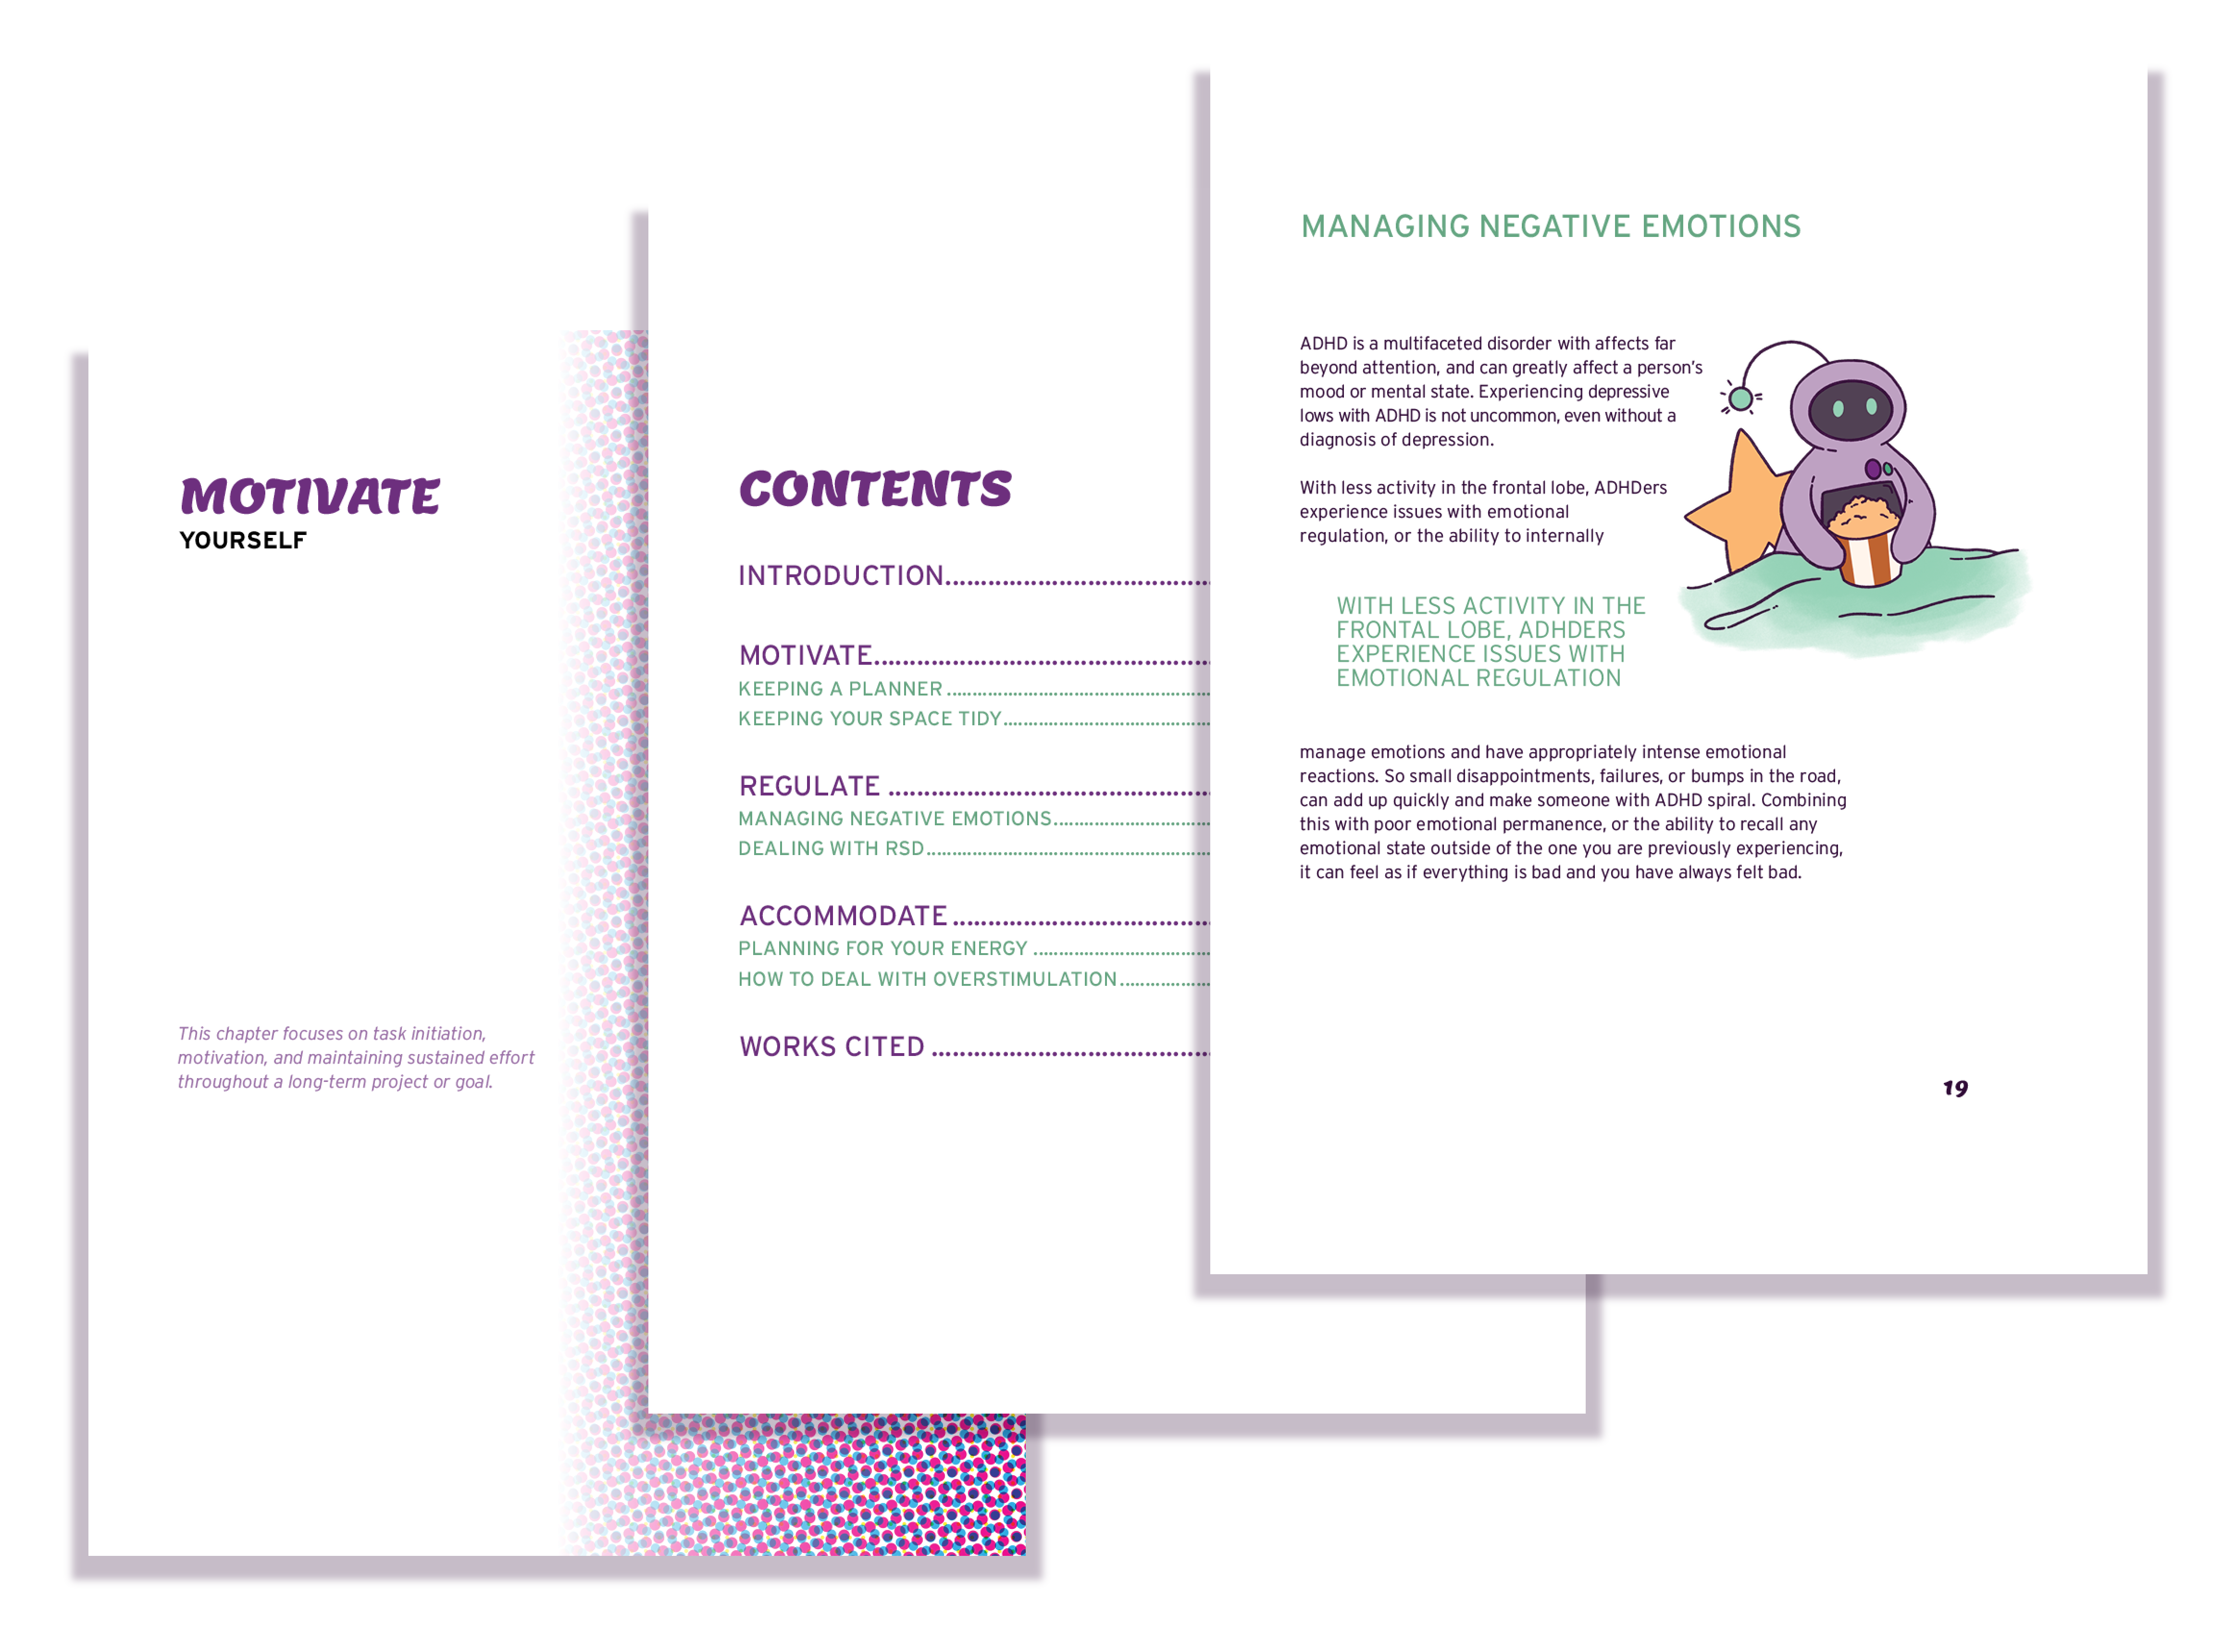 MOTIVATE
YOURSELF
This chapter focuses on task initiation,
motivation, and maintaining sustained effort
throughout a long-term project or goal.
CONTENTS
INTRODUCTION
MOTIVATE
KEEPING A PLANNER
KEEPING YOUR SPACE TIDY
REGULATE
MANAGING NEGATIVE EMOTIONS
DEALING WITH RSD
ACCOMMODATE
PLANNING FOR YOUR ENERGY
HOW TO DEAL WITH OVERSTIMULATION
WORKS CITED
MANAGING NEGATIVE EMOTIONS
ADHD is a multifaceted disorder with affects far
beyond attention, and can greatly affect a person’s
mood or mental state. Experiencing depressive
lows with ADHD is not uncommon, even without a
diagnosis of depression.
With less activity in the frontal lobe, ADHDers
experience issues with emotional
regulation, or the ability to internally
WITH LESS ACTIVITY IN THE
FRONTAL LOBE, ADHDERS
EXPERIENCE ISSUES WITH
EMOTIONAL REGULATION
manage emotions and have appropriately intense emotional
reactions. So small disappointments, failures, or bumps in the road,
can add up quickly and make someone with ADHD spiral. Combining
this with poor emotional permanence, or the ability to recall any
emotional state outside of the one you are previously experiencing,
it can feel as if everything is bad and you have always felt bad.
19